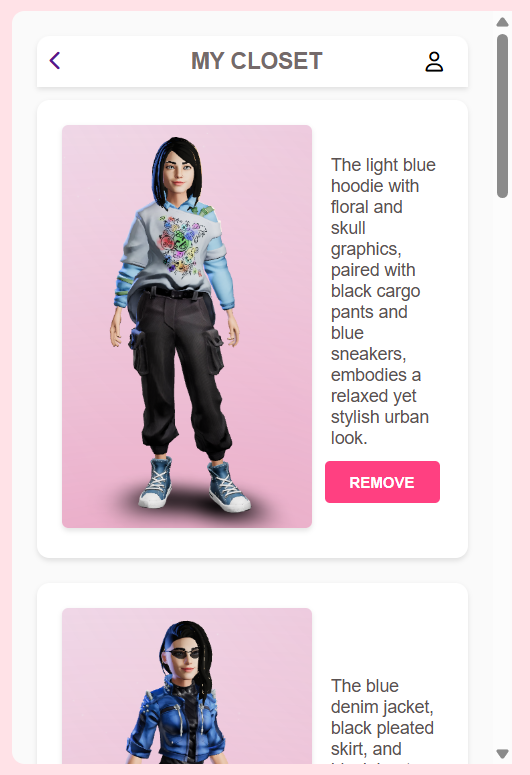 MY CLOSET
The light blue
hoodie with
floral and
skull
graphics,
paired with
black cargo
pants and
blue
sneakers,
embodies a
relaxed yet
stylish urban
look.
REMOVE
The blue
denim jacket,
black pleated
skirt, and